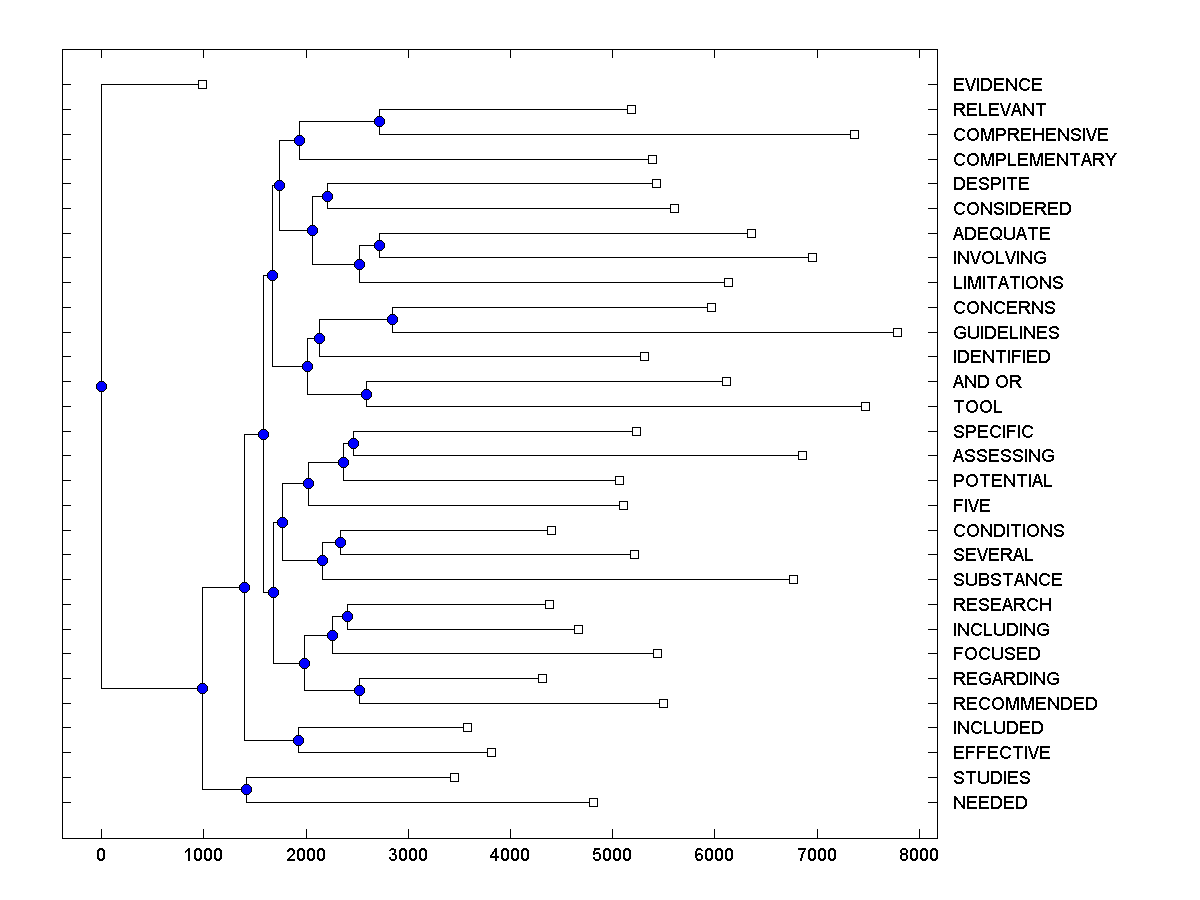 EVIDENCE
RELEVANT
COMPREHENSIVE
COMPLEMENTARY
DESPITE
CONSIDERED
ADEQUATE
INVOLVING
LIMITATIONS
CONCERNS
GUIDELINES
IDENTIFIED
AND OR
TOOL
SPECIFIC
ASSESSING
POTENTIAL
FIVE
CONDITIONS
SEVERAL
SUBSTANCE
RESEARCH
INCLUDING
FOCUSED
REGARDING
RECOMMENDED
INCLUDED
EFFECTIVE
STUDIES
NEEDED
0 1000 2000 3000 4000 5000 6000 7000 8000